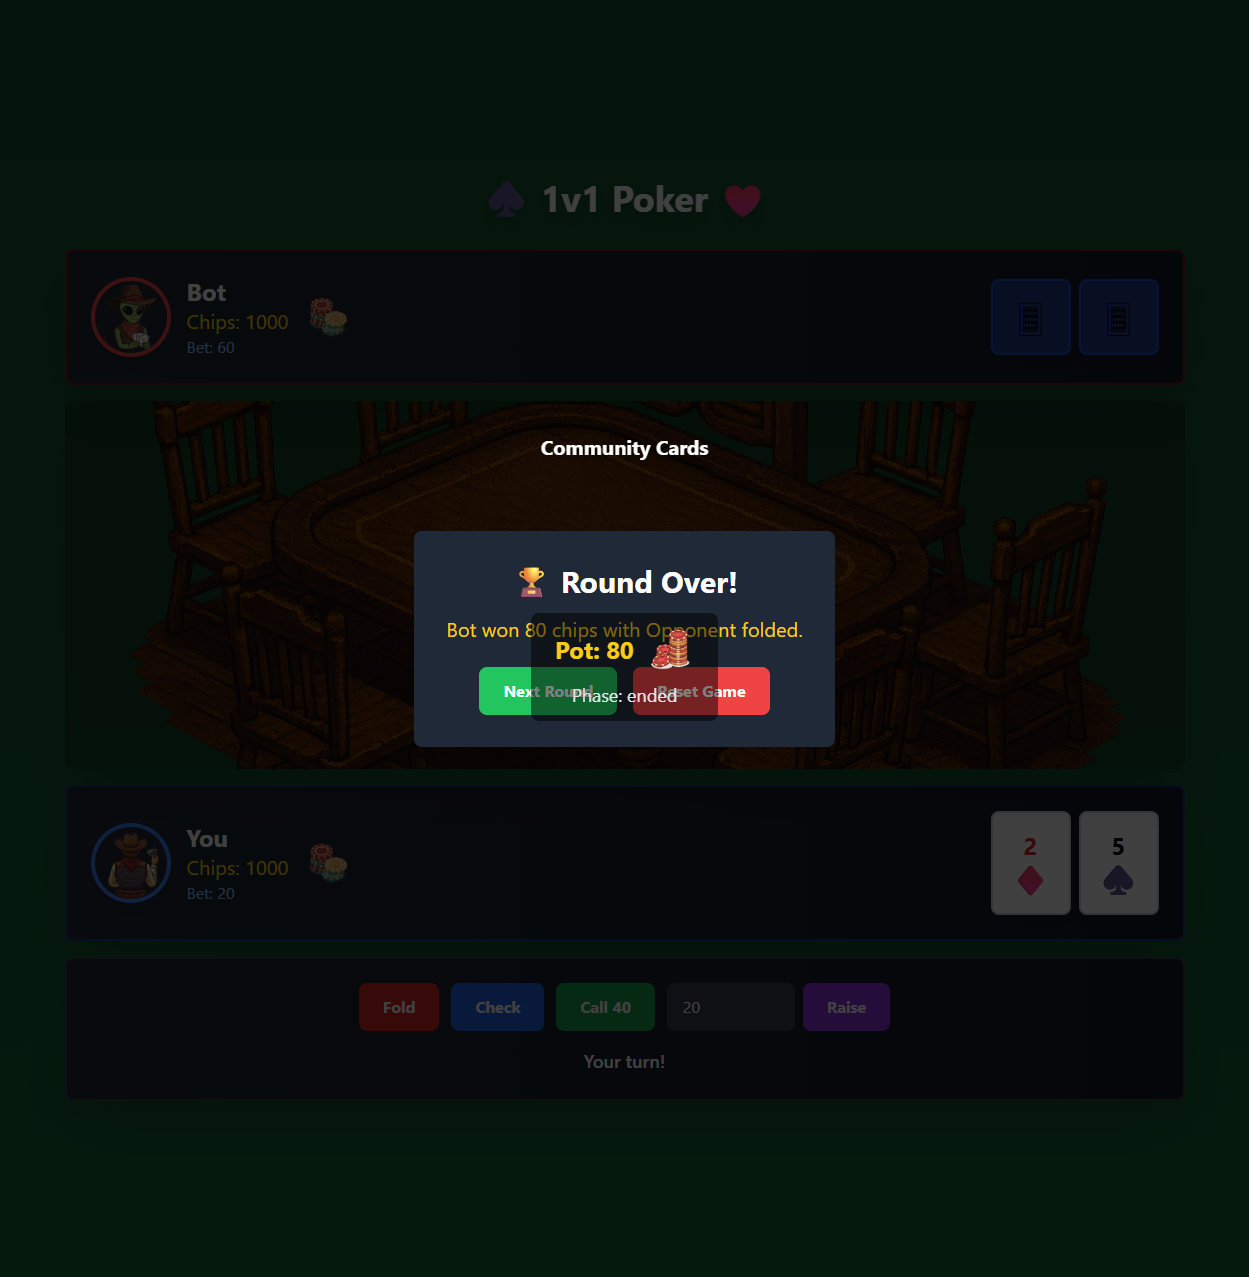 1v1 Poker
Bot
Chips: 1000
Bet: 60
Community Cards
Round Over!
Bot won 80 chips with Opponent folded.
Pot: 80
Next Round
Reset Game
Phase: ended
You
Chips: 1000
Bet: 20
2
5
Fold
Check
Call 40
20
Raise
Your turn!